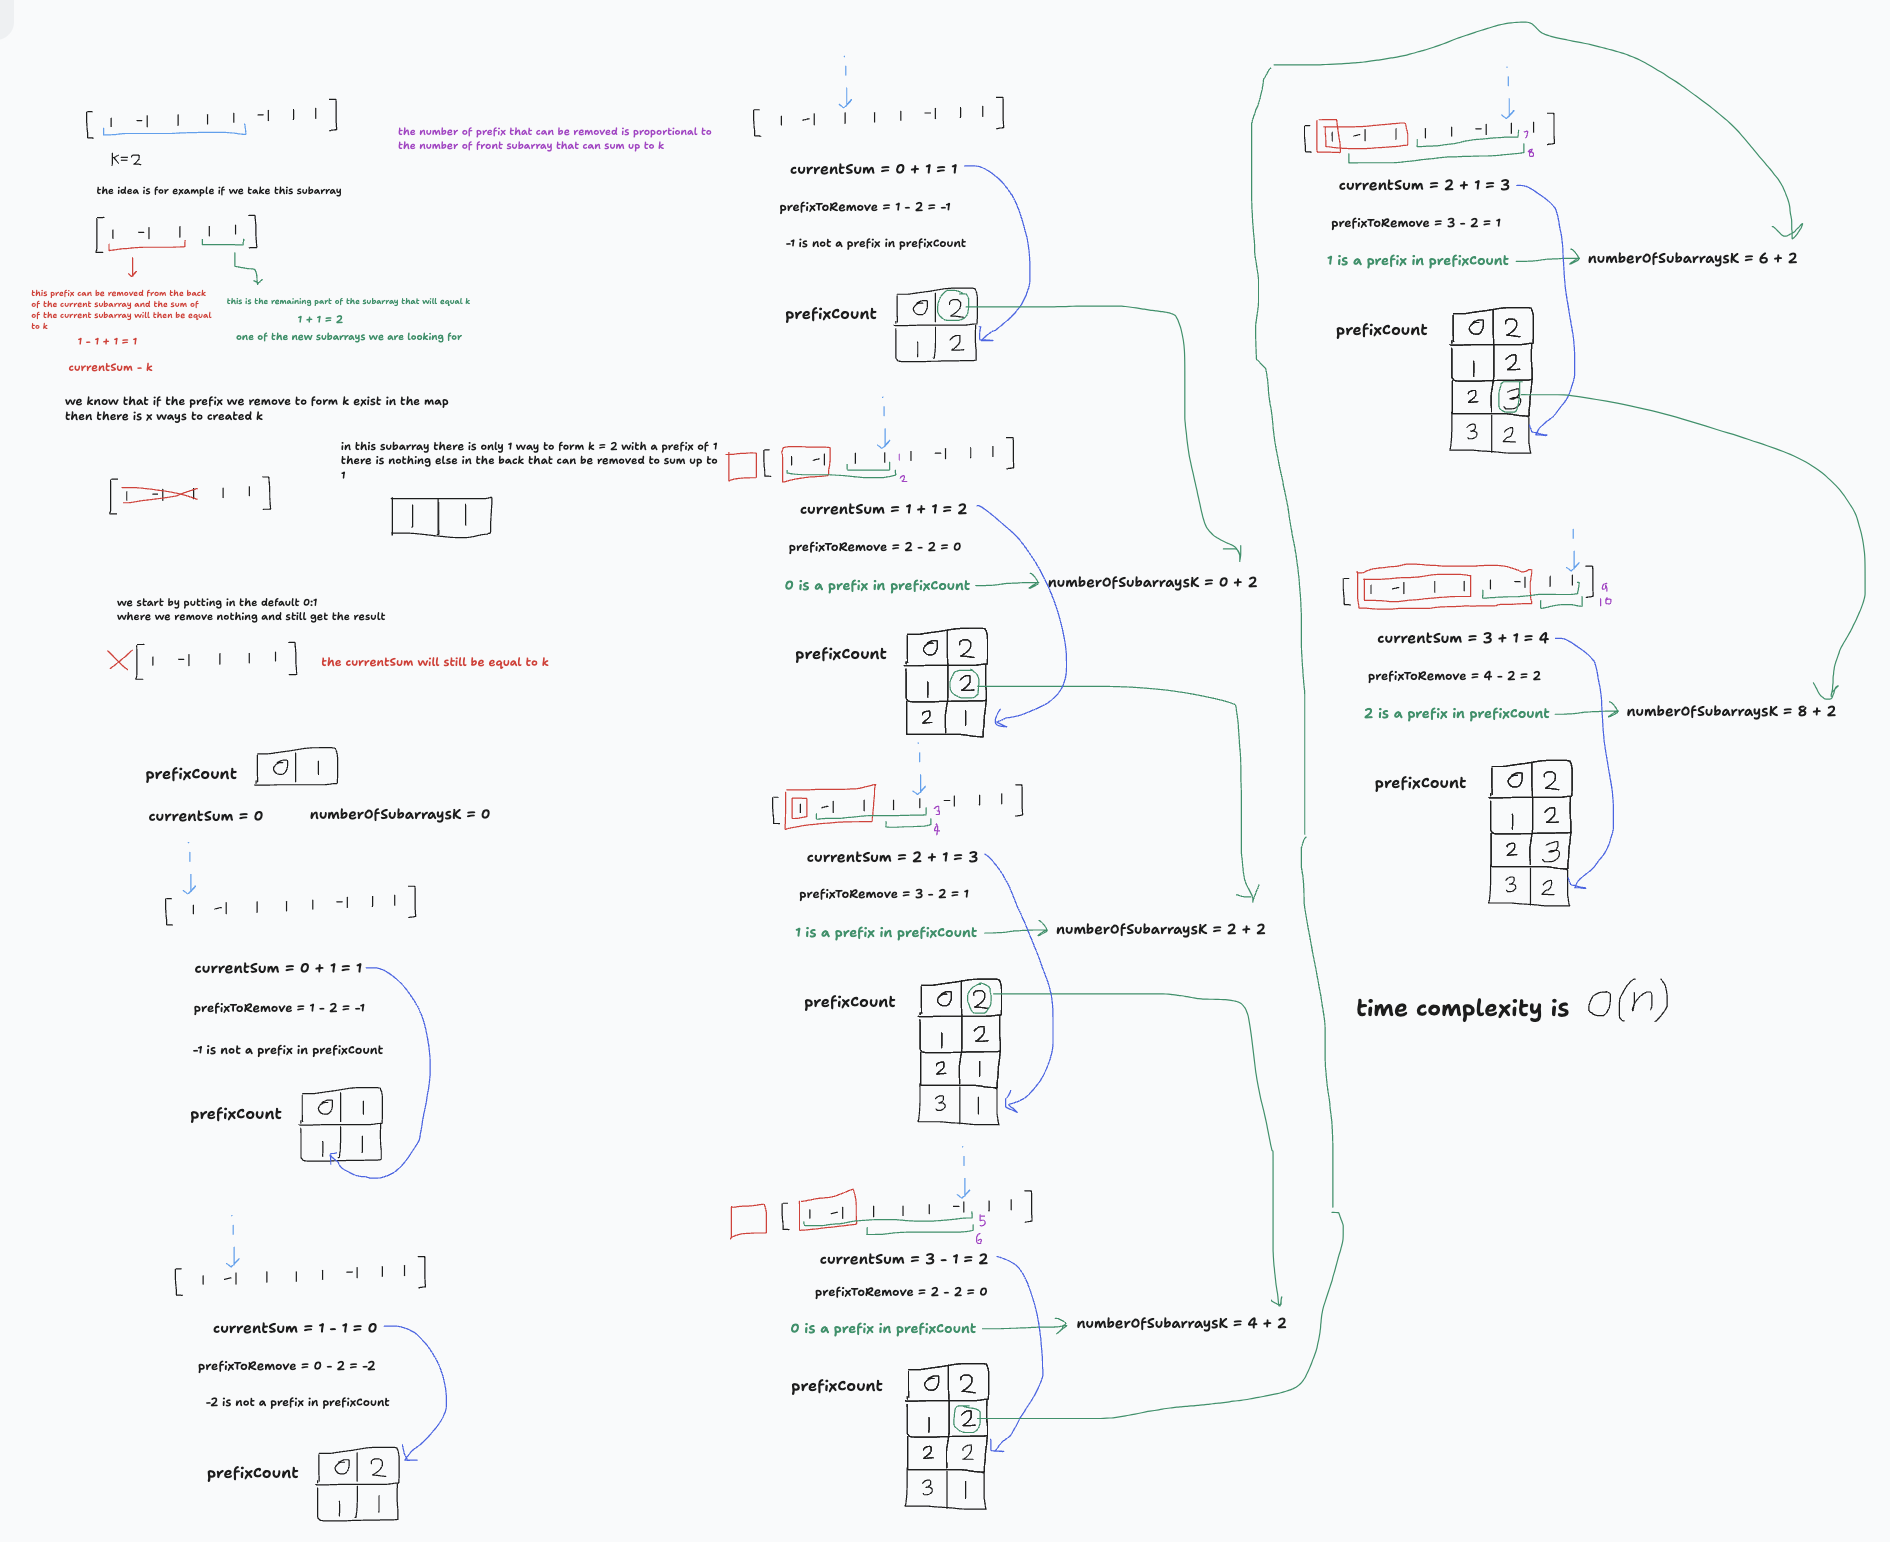 [ 1 -1 1 1 1 -1 1 1 ]
K=2
the idea is for example if we take this subarray
[ 1 -1 1 1 1 ]
this prefix can be removed from the back
of the current subarray and the sum of
of the current subarray will then be equal
to k
1 - 1 + 1 = 1
currentSum - k
this is the remaining part of the subarray that will equal k
1 + 1 = 2
one of the new subarrays we are looking for
we know that if the prefix we remove to form k exist in the map
then there is x ways to created k
the number of prefix that can be removed is proportional to
the number of front subarray that can sum up to k
in this subarray there is only 1 way to form k = 2 with a prefix of 1
there is nothing else in the back that can be removed to sum up to
1
[ 1 -1 1 1 1 ]
1 1
we start by putting in the default 0:1
where we remove nothing and still get the result
[ 1 -1 1 1 1 ]
the currentSum will still be equal to k
prefixCount
0 1
currentSum = 0
numberOfSubarraysK = 0
[ 1 -1 1 1 1 -1 1 1 ]
currentSum = 0 + 1 = 1
prefixToRemove = 1 - 2 = -1
-1 is not a prefix in prefixCount
prefixCount
0 1
1 1
[ 1 -1 1 1 1 -1 1 1 ]
currentSum = 1 - 1 = 0
prefixToRemove = 0 - 2 = -2
-2 is not a prefix in prefixCount
prefixCount
0 2
1 1
[ 1 -1 1 1 1 -1 1 1 ]
currentSum = 0 + 1 = 1
prefixToRemove = 1 - 2 = -1
-1 is not a prefix in prefixCount
prefixCount
0 2
1 2
[ 1 -1 1 1 1 1 -1 1 1 ]
2
currentSum = 1 + 1 = 2
prefixToRemove = 2 - 2 = 0
0 is a prefix in prefixCount
numberOfSubarraysK = 0 + 2
prefixCount
0 2
1 2
2 1
[ 1 -1 1 1 1 -1 1 1 ]
3
4
currentSum = 2 + 1 = 3
prefixToRemove = 3 - 2 = 1
1 is a prefix in prefixCount
numberOfSubarraysK = 2 + 2
prefixCount
0 2
1 2
2 1
3 1
[ 1 -1 1 1 1 -1 1 1 ]
5
6
currentSum = 3 - 1 = 2
prefixToRemove = 2 - 2 = 0
0 is a prefix in prefixCount
numberOfSubarraysK = 4 + 2
prefixCount
0 2
1 2
2 2
3 1
[ 1 -1 1 1 1 -1 1 1 ]
7
8
currentSum = 2 + 1 = 3
prefixToRemove = 3 - 2 = 1
1 is a prefix in prefixCount
numberOfSubarraysK = 6 + 2
prefixCount
0 2
1 2
2 3
3 2
[ 1 -1 1 1 1 -1 1 1 ]
9
10
currentSum = 3 + 1 = 4
prefixToRemove = 4 - 2 = 2
2 is a prefix in prefixCount
numberOfSubarraysK = 8 + 2
prefixCount
0 2
1 2
2 3
3 2
time complexity is O(n)